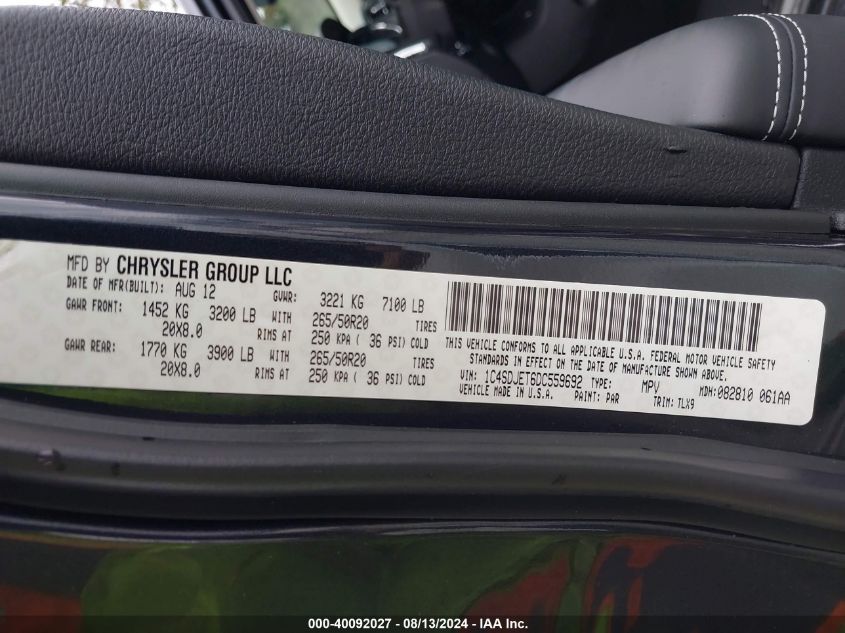 MFD BY CHRYSLER GROUP LLC
DATE OF MFR(BUILT): AUG 12 GVWR: 3221 KG 7100 LB
GAWR FRONT: 1452 KG 3200 LB WITH 265/50R20 TIRES
20X8.0 RIMS AT 250 KPA ( 36 PSI) COLD
GAWR REAR: 1770 KG 3900 LB WITH 265/50R20 TIRES
20X8.0 RIMS AT 250 KPA ( 36 PSI) COLD
THIS VEHICLE CONFORMS TO ALL APPLICABLE U.S.A. FEDERAL MOTOR VEHICLE SAFETY
STANDARDS IN EFFECT ON THE DATE OF MANUFACTURE SHOWN ABOVE.
VIN: 1C4SDJET6DC559692 TYPE: MPV MDH:082810 061AA
VEHICLE MADE IN U.S.A. PAINT: PAR TRIM: TLX9
000-40092027 - 08/13/2024 - IAAI.com